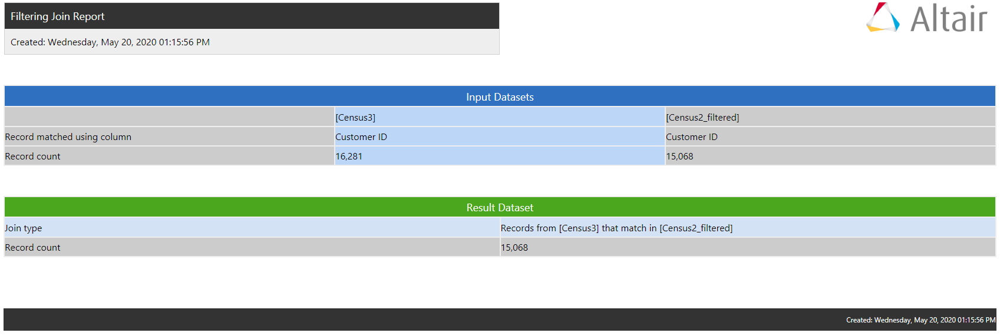 Filtering Join Report
Altair
Created: Wednesday, May 20, 2020 01:15:56 PM
Input Datasets
[Census3] [Census2_filtered]
Record matched using column Customer ID Customer ID
Record count 16,281 15,068
Result Dataset
Join type Records from [Census3] that match in [Census2_filtered]
Record count 15,068
Created: Wednesday, May 20, 2020 01:15:56 PM